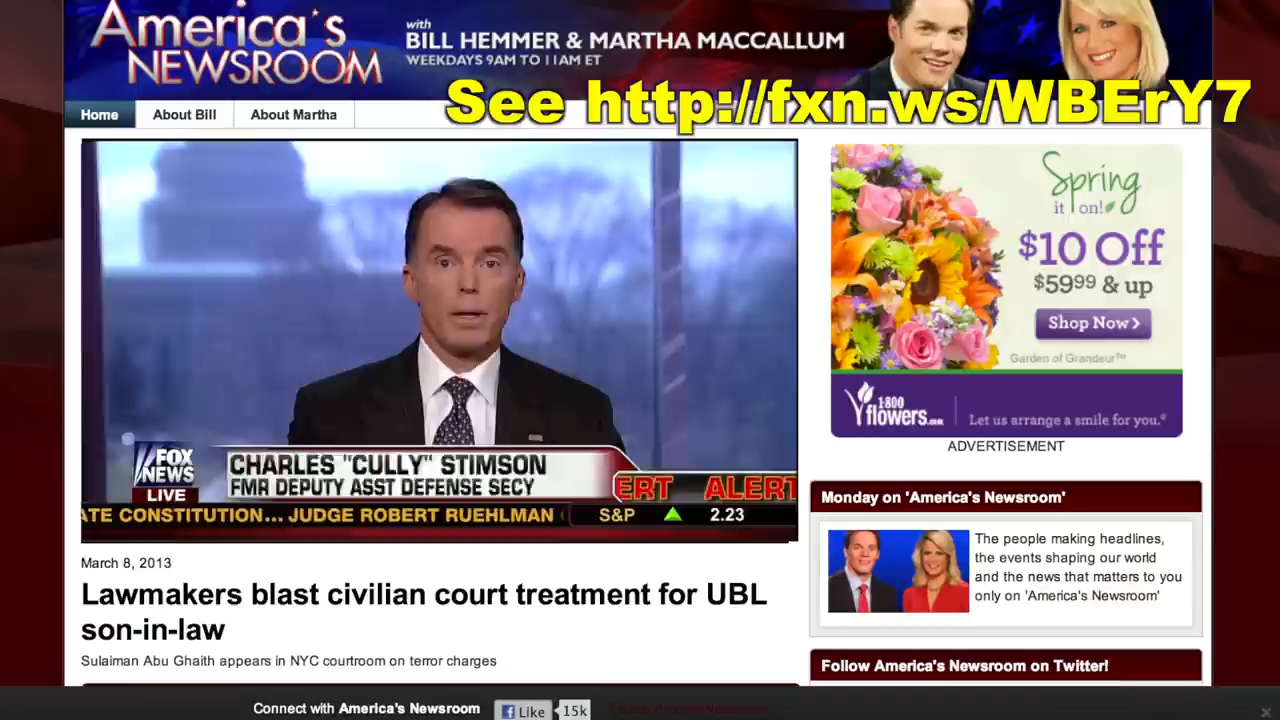 America's
NEWSROOM
with
BILL HEMMER & MARTHA MACCALLUM
WEEKDAYS 9AM TO 11AM ET
See http://fxn.ws/WBErY7
Home
About Bill
About Martha
FOX
NEWS
LIVE
CHARLES "CULLY" STIMSON
FMR DEPUTY ASST DEFENSE SECY
ERT ALERT
ATE CONSTITUTION... JUDGE ROBERT RUEHLMAN
S&P ▲ 2.23
March 8, 2013
Lawmakers blast civilian court treatment for UBL
son-in-law
Sulaiman Abu Ghaith appears in NYC courtroom on terror charges
Spring
it on!
$10 Off
$59⁹⁹ & up
Shop Now >
Garden of Grandeur™
1·800
flowers.com
Let us arrange a smile for you.®
ADVERTISEMENT
Monday on 'America's Newsroom'
The people making headlines,
the events shaping our world
and the news that matters to you
only on 'America's Newsroom'
Follow America's Newsroom on Twitter!
Connect with America's Newsroom
Like
15k